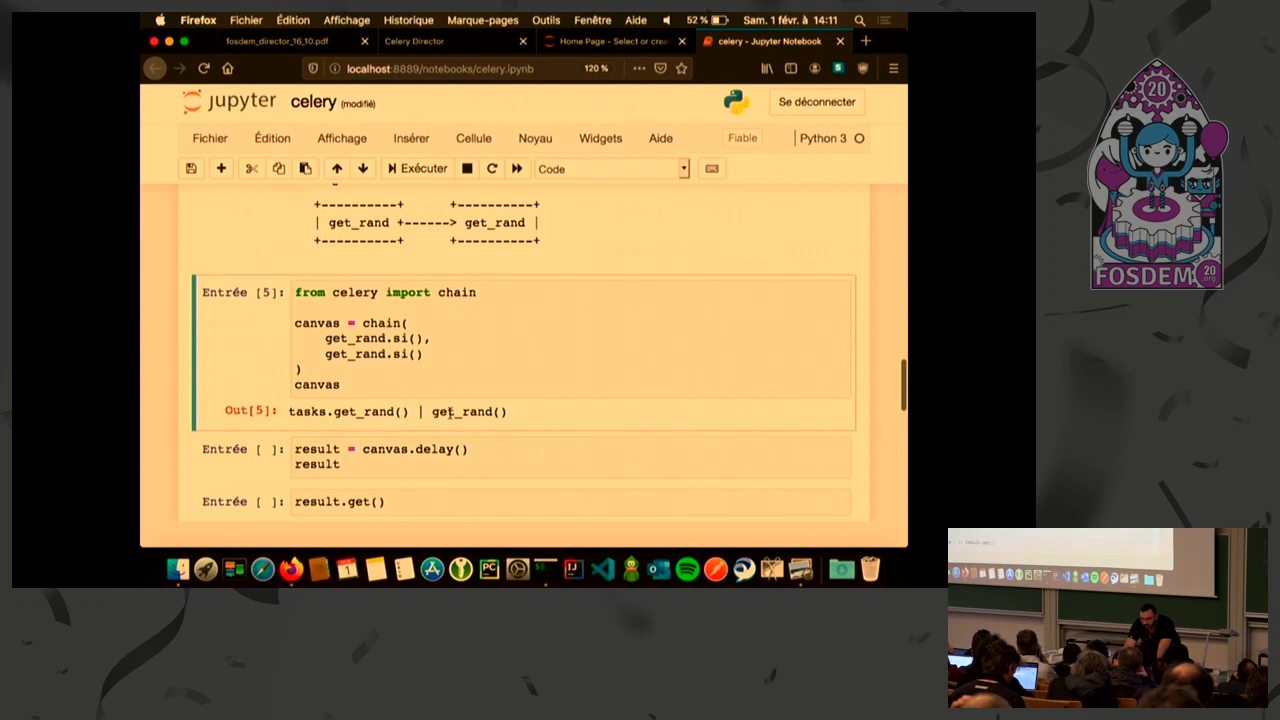 Firefox Fichier Édition Affichage Historique Marque-pages Outils Fenêtre Aide 52 % Sam. 1 févr. à 14:11
fosdem_director_16_10.pdf Celery Director Home Page - Select or crea celery - Jupyter Notebook
localhost:8889/notebooks/celery.ipynb 120 %
jupyter celery (modifié) Se déconnecter
Fichier Édition Affichage Insérer Cellule Noyau Widgets Aide Fiable Python 3
Exécuter Code
+----------+ +----------+
| get_rand +------> get_rand |
+----------+ +----------+
Entrée [5]: from celery import chain
canvas = chain(
get_rand.si(),
get_rand.si()
)
canvas
Out[5]: tasks.get_rand() | get_rand()
Entrée [ ]: result = canvas.delay()
result
Entrée [ ]: result.get()
20
FOSDEM 20
.org